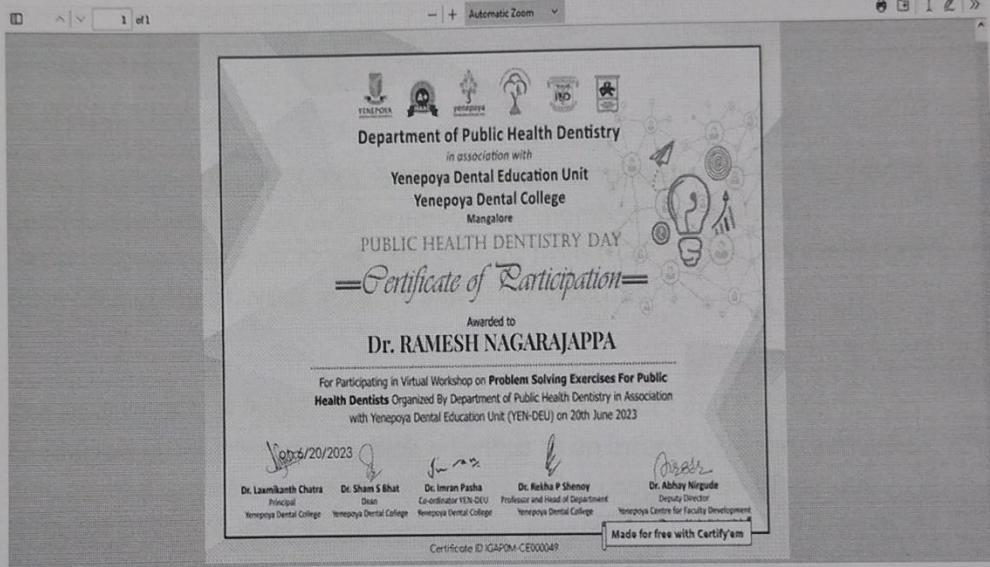 1 of 1
Automatic Zoom
YENEPOYA
yenepoya
Department of Public Health Dentistry
in association with
Yenepoya Dental Education Unit
Yenepoya Dental College
Mangalore
PUBLIC HEALTH DENTISTRY DAY
Certificate of Participation
Awarded to
Dr. RAMESH NAGARAJAPPA
For Participating in Virtual Workshop on Problem Solving Exercises For Public
Health Dentists Organized By Department of Public Health Dentistry in Association
with Yenepoya Dental Education Unit (YEN-DEU) on 20th June 2023
6/20/2023
Dr. Laxmikanth Chatra
Principal
Yenepoya Dental College
Dr. Sham S Bhat
Dean
Yenepoya Dental College
Dr. Imran Pasha
Co-ordinator YEN-DEU
Yenepoya Dental College
Dr. Rekha P Shenoy
Professor and Head of Department
Yenepoya Dental College
Dr. Abhay Nirgude
Deputy Director
Yenepoya Centre for Faculty Development
Made for free with Certify'em
Certificate ID IGAP0M-CE000049